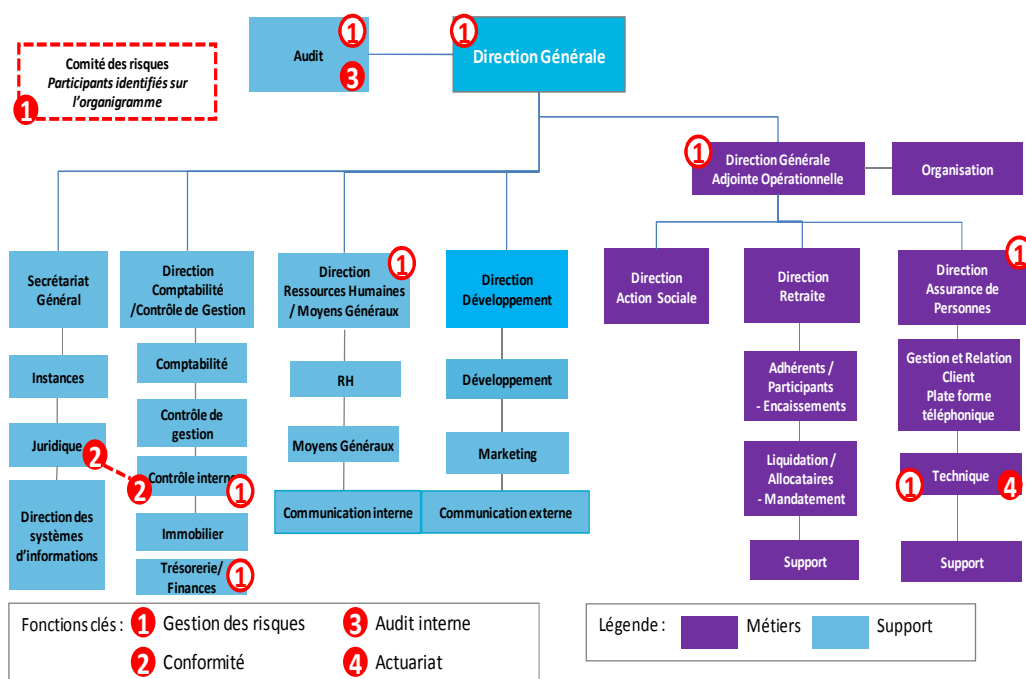 Comité des risques
Participants identifiés sur
l'organigramme
1
Audit
1
3
1
Direction Générale
1
Direction Générale
Adjointe Opérationnelle
Organisation
Secrétariat
Général
Direction
Comptabilité
/Contrôle de Gestion
Direction
Ressources Humaines
/ Moyens Généraux
1
Direction
Développement
Direction
Action Sociale
Direction
Retraite
Direction
Assurance de
Personnes
1
Instances
Juridique
2
Direction des
systèmes
d'informations
Comptabilité
Contrôle de
gestion
2
Contrôle interne
1
Immobilier
Trésorerie/
Finances
1
RH
Moyens Généraux
Communication interne
Développement
Marketing
Communication externe
Adhérents /
Participants
- Encaissements
Liquidation /
Allocataires
- Mandatement
Support
Gestion et Relation
Client
Plate forme
téléphonique
1
Technique
4
Support
Fonctions clés :
1 Gestion des risques
2 Conformité
3 Audit interne
4 Actuariat
Légende :
Métiers
Support